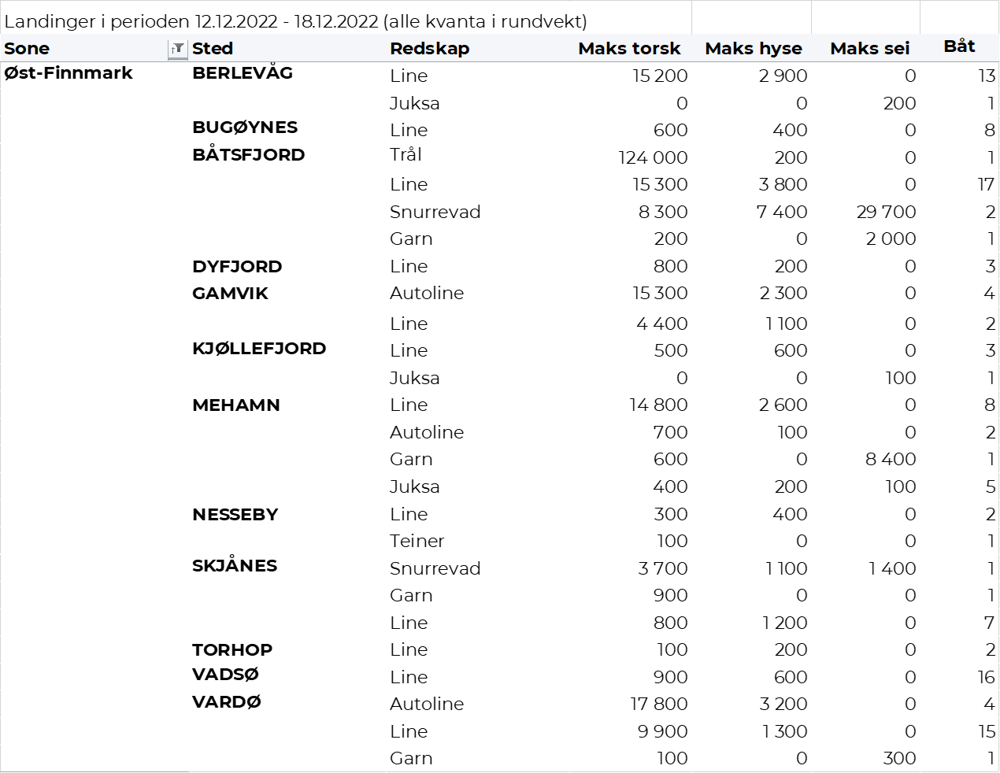 Landinger i perioden 12.12.2022 - 18.12.2022 (alle kvanta i rundvekt)
Sone Sted Redskap Maks torsk Maks hyse Maks sei Båt
Øst-Finnmark BERLEVÅG Line 15 200 2 900 0 13
Juksa 0 0 200 1
BUGØYNES Line 600 400 0 8
BÅTSFJORD Trål 124 000 200 0 1
Line 15 300 3 800 0 17
Snurrevad 8 300 7 400 29 700 2
Garn 200 0 2 000 1
DYFJORD Line 800 200 0 3
GAMVIK Autoline 15 300 2 300 0 4
Line 4 400 1 100 0 2
KJØLLEFJORD Line 500 600 0 3
Juksa 0 0 100 1
MEHAMN Line 14 800 2 600 0 8
Autoline 700 100 0 2
Garn 600 0 8 400 1
Juksa 400 200 100 5
NESSEBY Line 300 400 0 2
Teiner 100 0 0 1
SKJÅNES Snurrevad 3 700 1 100 1 400 1
Garn 900 0 0 1
Line 800 1 200 0 7
TORHOP Line 100 200 0 2
VADSØ Line 900 600 0 16
VARDØ Autoline 17 800 3 200 0 4
Line 9 900 1 300 0 15
Garn 100 0 300 1